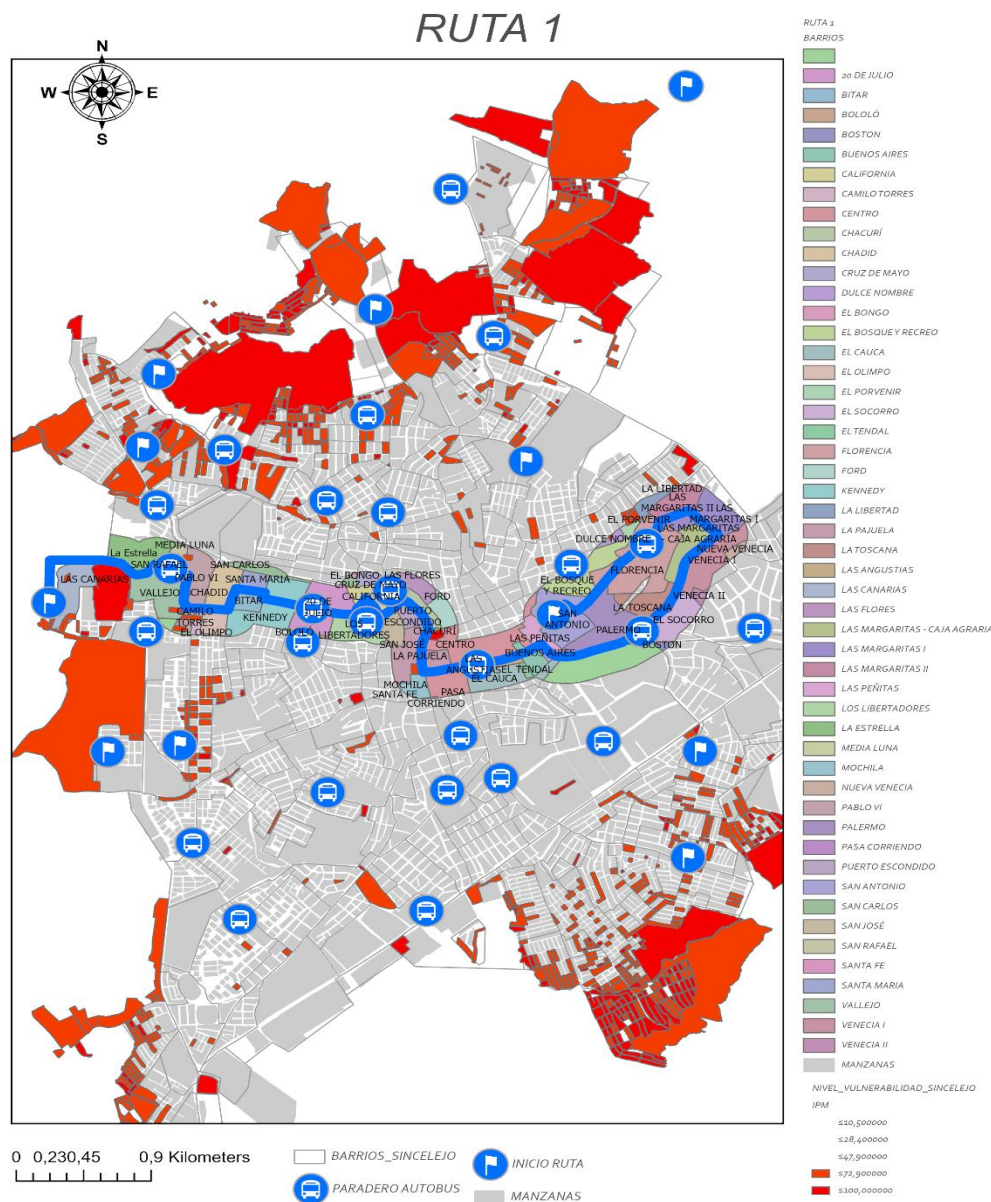 RUTA 1
N
W E
S
LA LIBERTAD
LAS
MARGARITAS II LAS
EL PORVENIR MARGARITAS I
LAS MARGARITAS
DULCE NOMBRE - CAJA AGRARIA
NUEVA VENECIA
VENECIA I
MEDIA LUNA
La Estrella
SAN RAFAEL SAN CARLOS
LAS CANARIAS PABLO VI SANTA MARIA
EL BONGO LAS FLORES
CRUZ DE MAYO
CALIFORNIA FORD
VALLEJO CHADID
BITAR
EL BOSQUE
Y RECREO
FLORENCIA
VENECIA II
LA TOSCANA
CAMILO
TORRES
EL OLIMPO
KENNEDY
20 DE
JULIO
BOLOLO
LOS
LIBERTADORES
PUERTO
ESCONDIDO
CHACURÍ
SAN
ANTONIO
PALERMO
EL SOCORRO
BOSTON
SAN JOSÉ CENTRO
LAS PEÑITAS
LA PAJUELA
BUENOS AIRES
LAS
ANGUSTIAS EL TENDAL
EL CAUCA
MOCHILA
SANTA FE PASA
CORRIENDO
0 0,230,45 0,9 Kilometers
BARRIOS_SINCELEJO
INICIO RUTA
PARADERO AUTOBUS
MANZANAS
RUTA 1
BARRIOS
20 DE JULIO
BITAR
BOLOLÓ
BOSTON
BUENOS AIRES
CALIFORNIA
CAMILO TORRES
CENTRO
CHACURÍ
CHADID
CRUZ DE MAYO
DULCE NOMBRE
EL BONGO
EL BOSQUE Y RECREO
EL CAUCA
EL OLIMPO
EL PORVENIR
EL SOCORRO
EL TENDAL
FLORENCIA
FORD
KENNEDY
LA LIBERTAD
LA PAJUELA
LA TOSCANA
LAS ANGUSTIAS
LAS CANARIAS
LAS FLORES
LAS MARGARITAS - CAJA AGRARIA
LAS MARGARITAS I
LAS MARGARITAS II
LAS PEÑITAS
LOS LIBERTADORES
LA ESTRELLA
MEDIA LUNA
MOCHILA
NUEVA VENECIA
PABLO VI
PALERMO
PASA CORRIENDO
PUERTO ESCONDIDO
SAN ANTONIO
SAN CARLOS
SAN JOSÉ
SAN RAFAEL
SANTA FE
SANTA MARIA
VALLEJO
VENECIA I
VENECIA II
MANZANAS
NIVEL_VULNERABILIDAD_SINCELEJO
IPM
≤10,500000
≤28,400000
≤47,900000
≤72,900000
≤100,000000